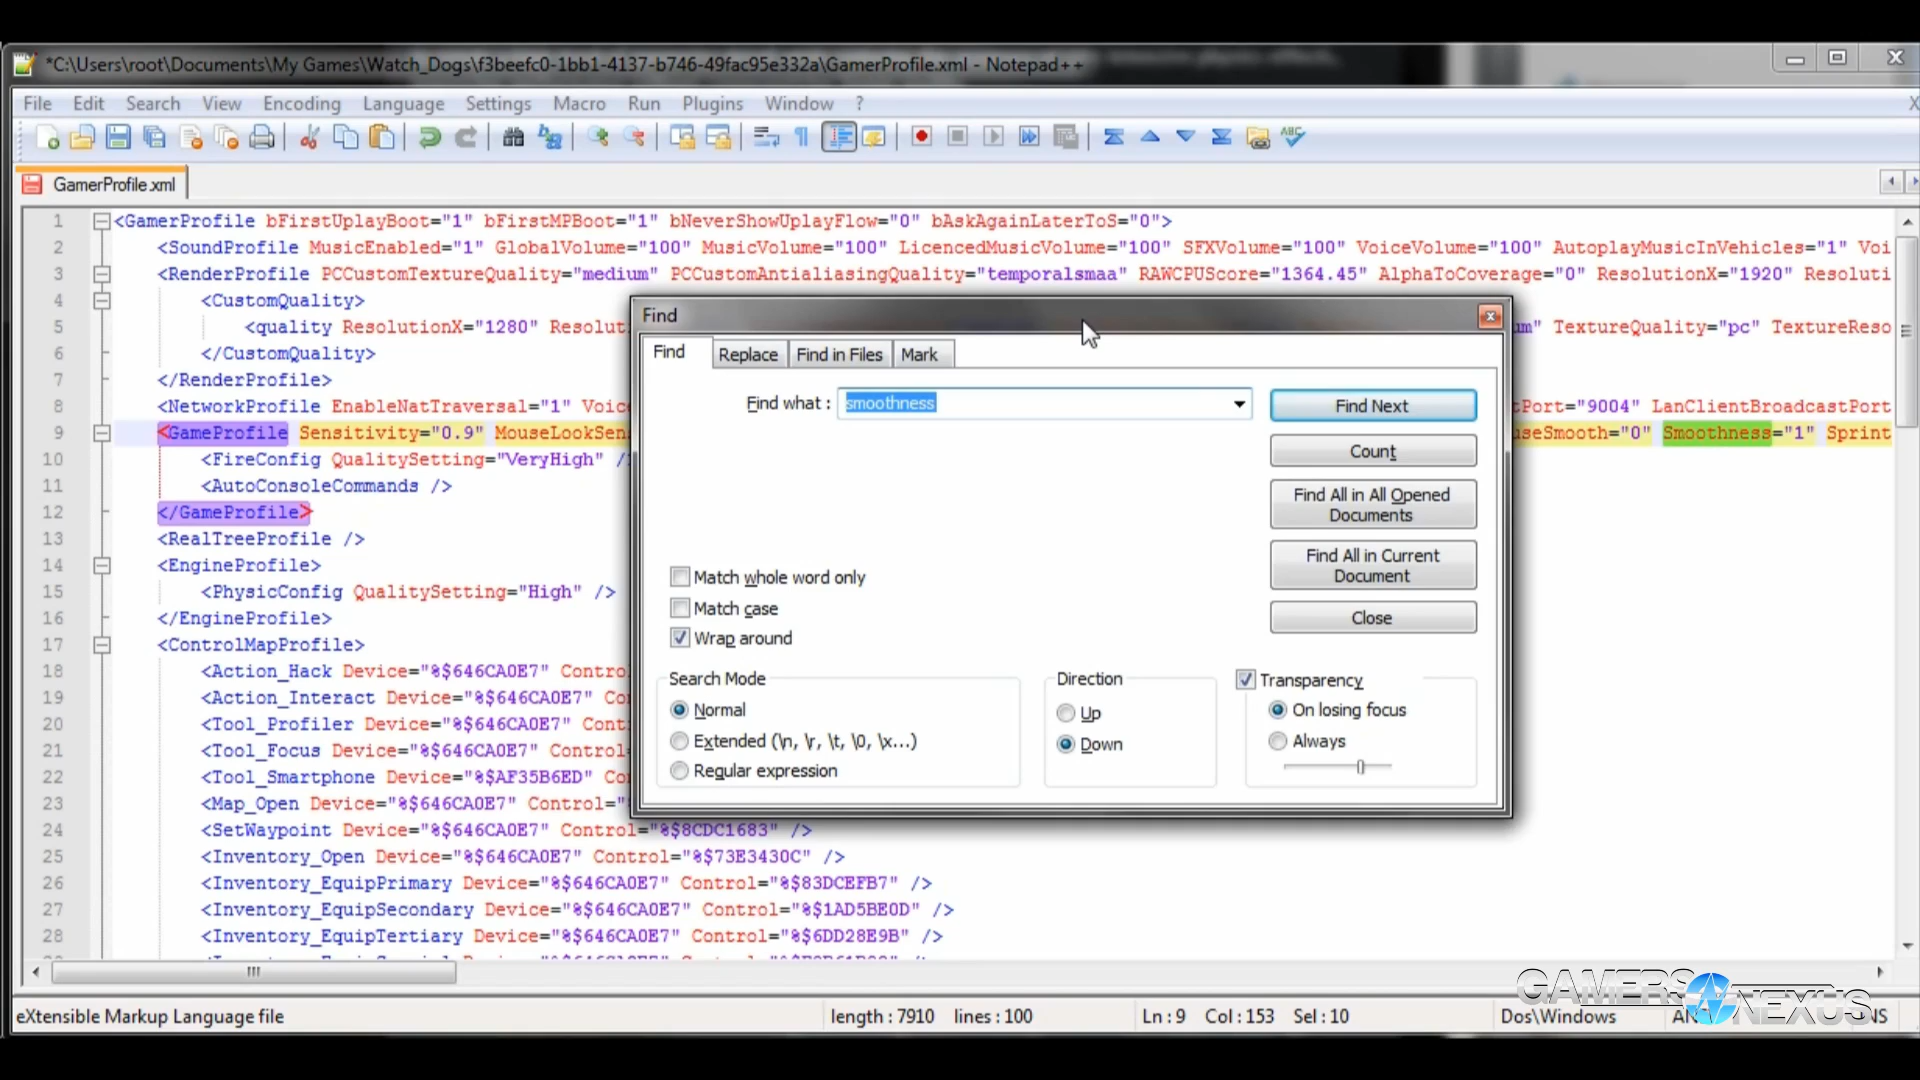 *C:\Users\root\Documents\My Games\Watch_Dogs\f3beefc0-1bb1-4137-b746-49fac95e332a\GamerProfile.xml - Notepad++
File Edit Search View Encoding Language Settings Macro Run Plugins Window ?
GamerProfile.xml
1 <GamerProfile bFirstUplayBoot="1" bFirstMPBoot="1" bNeverShowUplayFlow="0" bAskAgainLaterToS="0">
2 <SoundProfile MusicEnabled="1" GlobalVolume="100" MusicVolume="100" LicencedMusicVolume="100" SFXVolume="100" VoiceVolume="100" AutoplayMusicInVehicles="1" Voi
3 <RenderProfile PCCustomTextureQuality="medium" PCCustomAntialiasingQuality="temporalsmaa" RAWCPUScore="1364.45" AlphaToCoverage="0" ResolutionX="1920" Resoluti
4 <CustomQuality>
5 <quality ResolutionX="1280" Resolut um" TextureQuality="pc" TextureReso
6 </CustomQuality>
7 </RenderProfile>
8 <NetworkProfile EnableNatTraversal="1" Voice tPort="9004" LanClientBroadcastPort
9 <GameProfile Sensitivity="0.9" MouseLookSen useSmooth="0" Smoothness="1" Sprint
10 <FireConfig QualitySetting="VeryHigh" /
11 <AutoConsoleCommands />
12 </GameProfile>
13 <RealTreeProfile />
14 <EngineProfile>
15 <PhysicConfig QualitySetting="High" />
16 </EngineProfile>
17 <ControlMapProfile>
18 <Action_Hack Device="%$646CA0E7" Contro
19 <Action_Interact Device="%$646CA0E7" Co
20 <Tool_Profiler Device="%$646CA0E7" Cont
21 <Tool_Focus Device="%$646CA0E7" Control
22 <Tool_Smartphone Device="%$AF35B6ED" Co
23 <Map_Open Device="%$646CA0E7" Control="%
24 <SetWaypoint Device="%$646CA0E7" Control="%$8CDC1683" />
25 <Inventory_Open Device="%$646CA0E7" Control="%$73E3430C" />
26 <Inventory_EquipPrimary Device="%$646CA0E7" Control="%$83DCEFB7" />
27 <Inventory_EquipSecondary Device="%$646CA0E7" Control="%$1AD5BE0D" />
28 <Inventory_EquipTertiary Device="%$646CA0E7" Control="%$6DD28E9B" />
Find
Find Replace Find in Files Mark
Find what : smoothness
Find Next
Count
Find All in All Opened
Documents
Find All in Current
Document
Close
Match whole word only
Match case
Wrap around
Search Mode
Normal
Extended (\n, \r, \t, \0, \x...)
Regular expression
Direction
Up
Down
Transparency
On losing focus
Always
eXtensible Markup Language file length : 7910 lines : 100 Ln : 9 Col : 153 Sel : 10 Dos\Windows
GAMERS
NEXUS